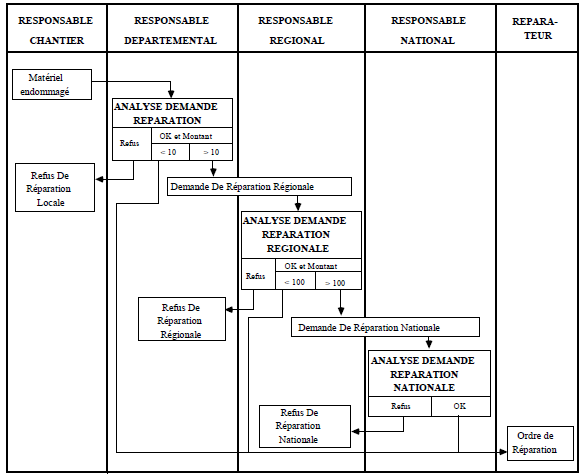 RESPONSABLE
CHANTIER
RESPONSABLE
DEPARTEMENTAL
RESPONSABLE
REGIONAL
RESPONSABLE
NATIONAL
REPARA-
TEUR
Matériel
endommagé
ANALYSE DEMANDE
REPARATION
Refus
OK et Montant
< 10
> 10
Refus De
Réparation
Locale
Demande De Réparation Régionale
ANALYSE DEMANDE
REPARATION
REGIONALE
Refus
OK et Montant
< 100
> 100
Refus De
Réparation
Régionale
Demande De Réparation Nationale
ANALYSE DEMANDE
REPARATION
NATIONALE
Refus
OK
Refus De
Réparation
Nationale
Ordre de
Réparation